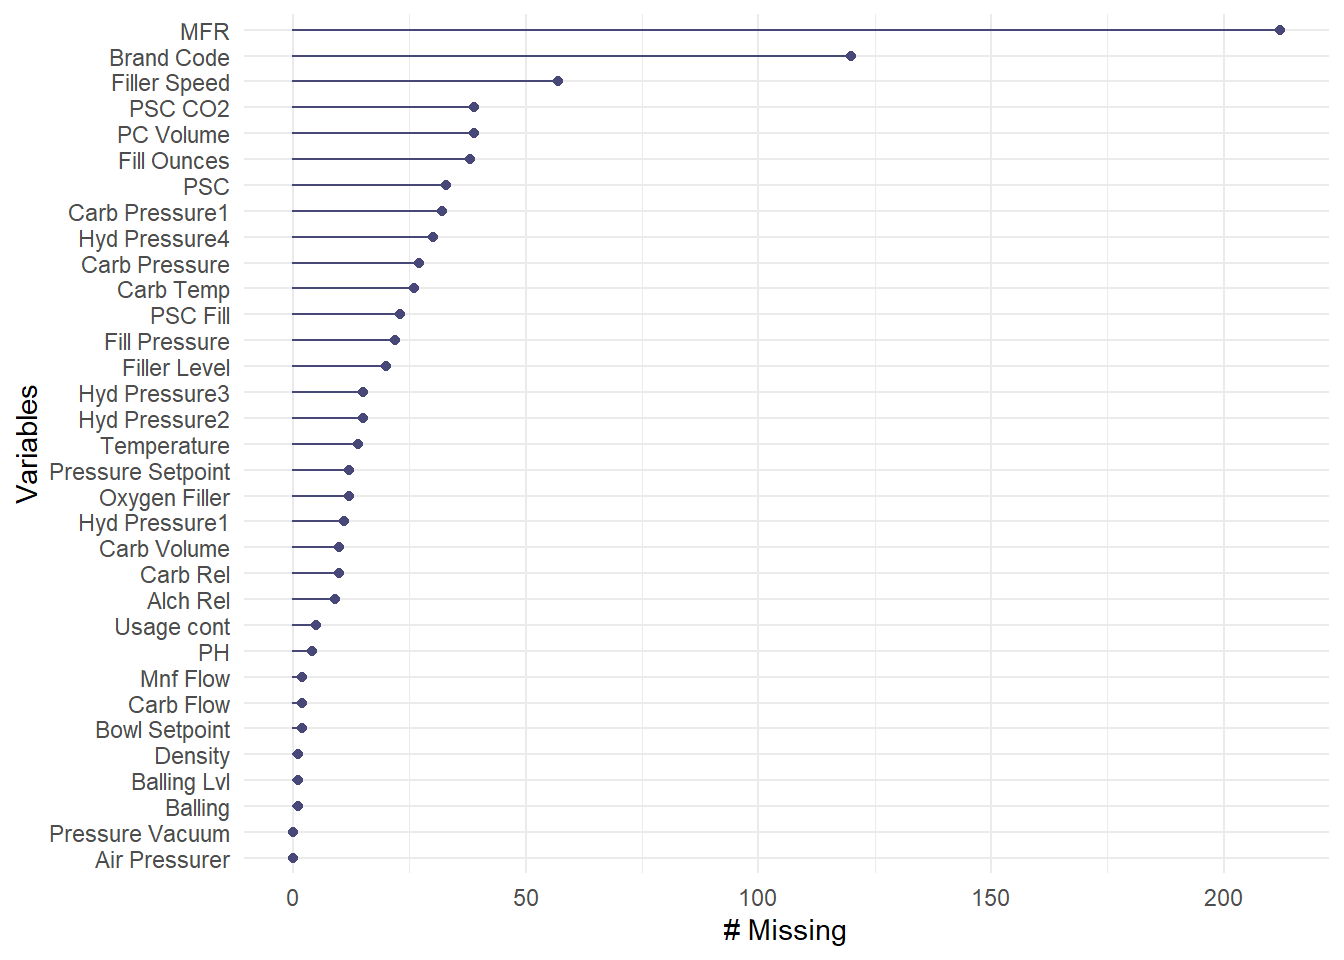 MFR
Brand Code
Filler Speed
PSC CO2
PC Volume
Fill Ounces
PSC
Carb Pressure1
Hyd Pressure4
Carb Pressure
Carb Temp
PSC Fill
Fill Pressure
Filler Level
Hyd Pressure3
Hyd Pressure2
Temperature
Pressure Setpoint
Oxygen Filler
Hyd Pressure1
Carb Volume
Carb Rel
Alch Rel
Usage cont
PH
Mnf Flow
Carb Flow
Bowl Setpoint
Density
Balling Lvl
Balling
Pressure Vacuum
Air Pressurer
Variables
0 50 100 150 200
# Missing